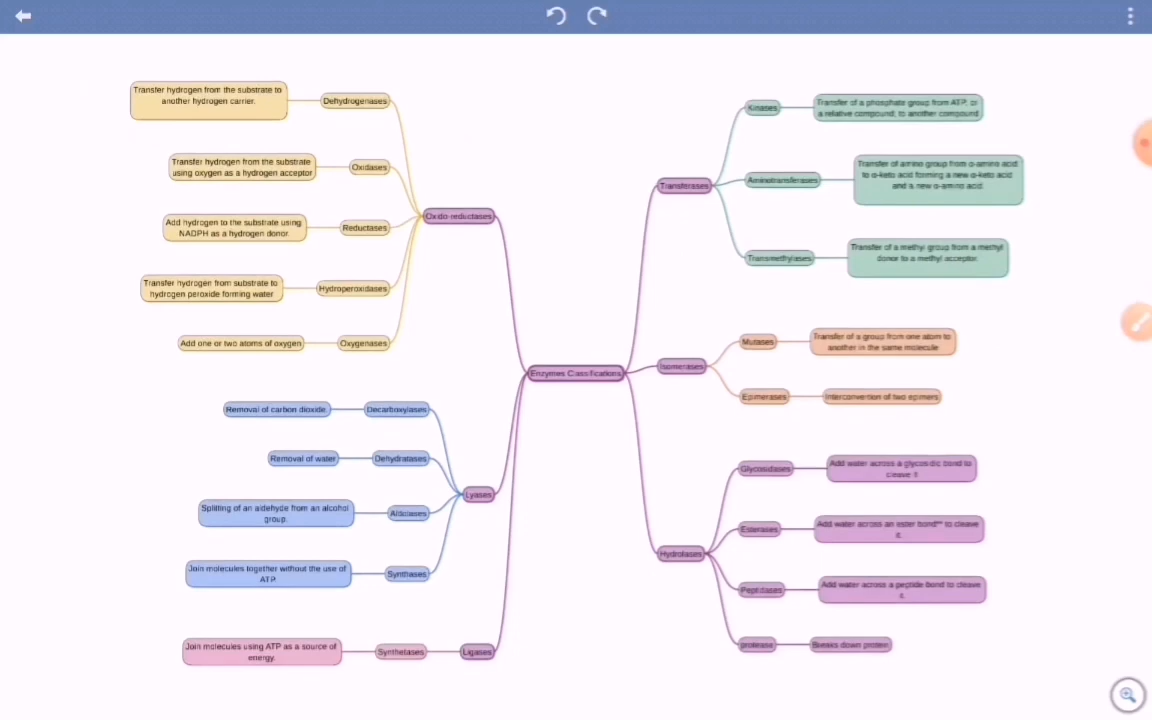 Transfer hydrogen from the substrate to
another hydrogen carrier.
Dehydrogenases
Transfer hydrogen from the substrate
using oxygen as a hydrogen acceptor
Oxidases
Add hydrogen to the substrate using
NADPH as a hydrogen donor.
Reductases
Transfer hydrogen from substrate to
hydrogen peroxide forming water
Hydroperoxidases
Add one or two atoms of oxygen
Oxygenases
Oxido-reductases
Removal of carbon dioxide
Decarboxylases
Removal of water
Dehydratases
Splitting of an aldehyde from an alcohol
group.
Aldolases
Join molecules together without the use of
ATP.
Synthases
Lyases
Join molecules using ATP as a source of
energy.
Synthetases
Ligases
Enzymes Classifications
Transferases
Kinases
Transfer of a phosphate group from ATP, or
a relative compound, to another compound
Aminotransferases
Transfer of amino group from α-amino acid
to α-keto acid forming a new α-keto acid
and a new α-amino acid.
Transmethylases
Transfer of a methyl group from a methyl
donor to a methyl acceptor.
Isomerases
Mutases
Transfer of a group from one atom to
another in the same molecule
Epimerases
Interconvention of two epimers
Hydrolases
Glycosidases
Add water across a glycosidic bond to
cleave it
Esterases
Add water across an ester bond** to cleave
it.
Peptidases
Add water across a peptide bond to cleave
it.
protease
Breaks down protein